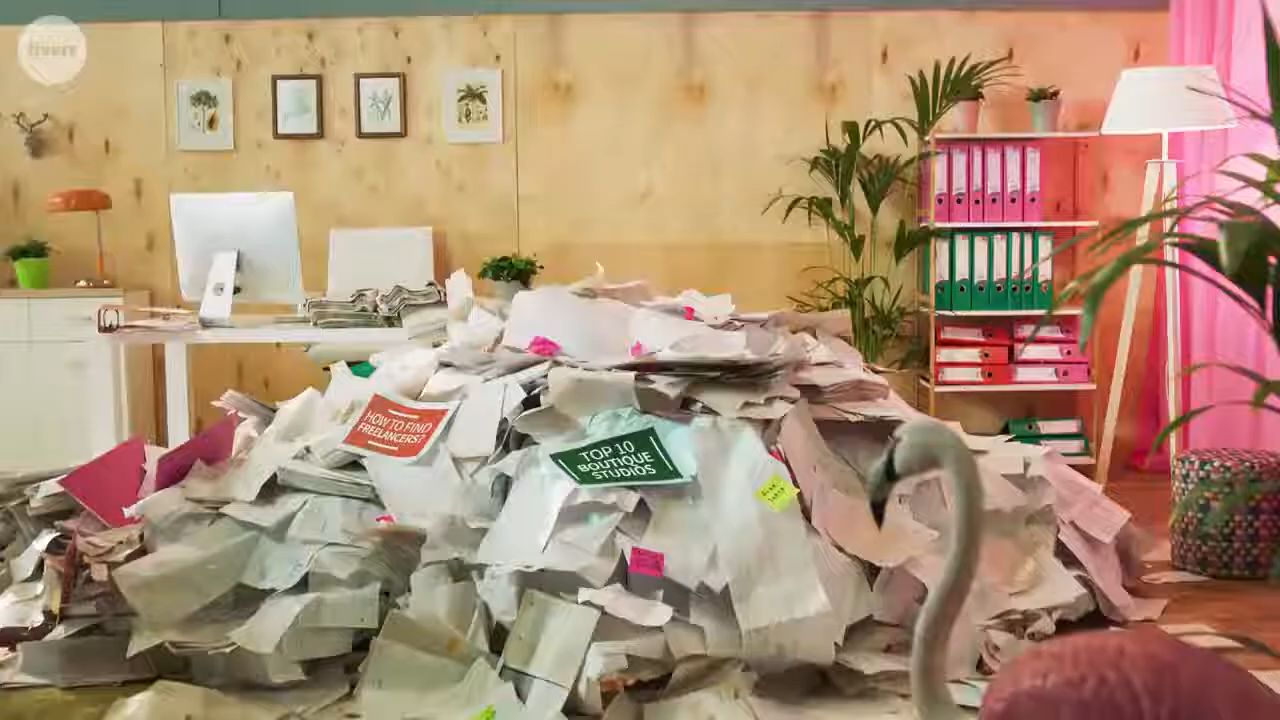 fiverr
HOW TO FIND
FREELANCERS?
TOP 10
BOUTIQUE
STUDIOS